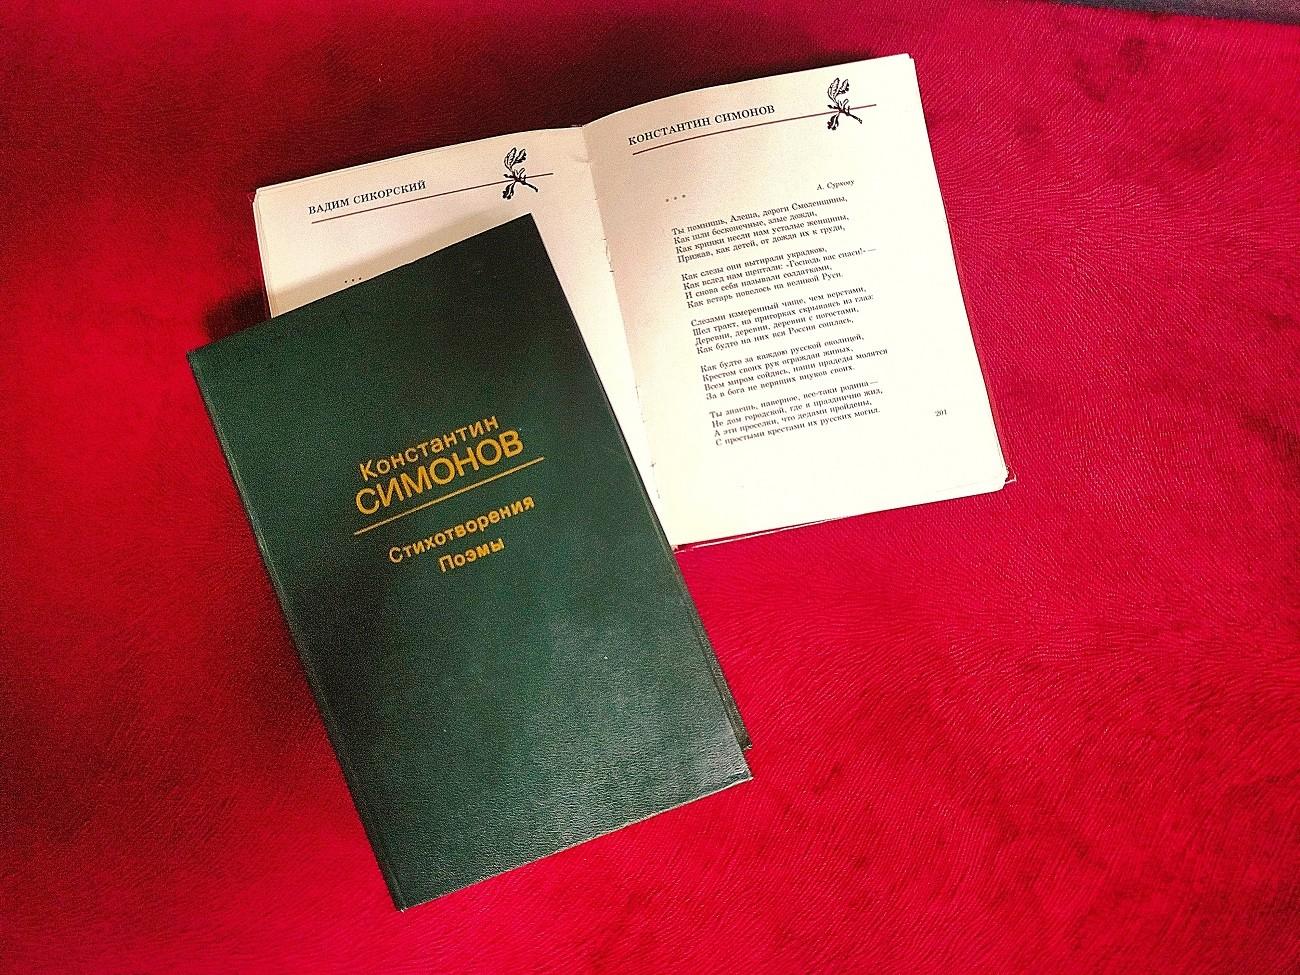 ВАДИМ СИКОРСКИЙ
...
КОНСТАНТИН СИМОНОВ
...
А. Суркову
Ты помнишь, Алеша, дороги Смоленщины,
Как шли бесконечные, злые дожди,
Как кринки несли нам усталые женщины,
Прижав, как детей, от дождя их к груди,
Как слезы они вытирали украдкою,
Как вслед нам шептали: «Господь вас спаси!» —
И снова себя называли солдатками,
Как встарь повелось на великой Руси.
Слезами измеренный чаще, чем верстами,
Шел тракт, на пригорках скрываясь из глаз:
Деревни, деревни, деревни с погостами,
Как будто на них вся Россия сошлась,
Как будто за каждою русской околицей,
Крестом своих рук ограждая живых,
Всем миром сойдясь, наши прадеды молятся
За в бога не верящих внуков своих.
Ты знаешь, наверное, все-таки родина —
Не дом городской, где я празднично жил,
А эти проселки, что дедами пройдены,
С простыми крестами их русских могил.
201
Константин
СИМОНОВ
Стихотворения
Поэмы